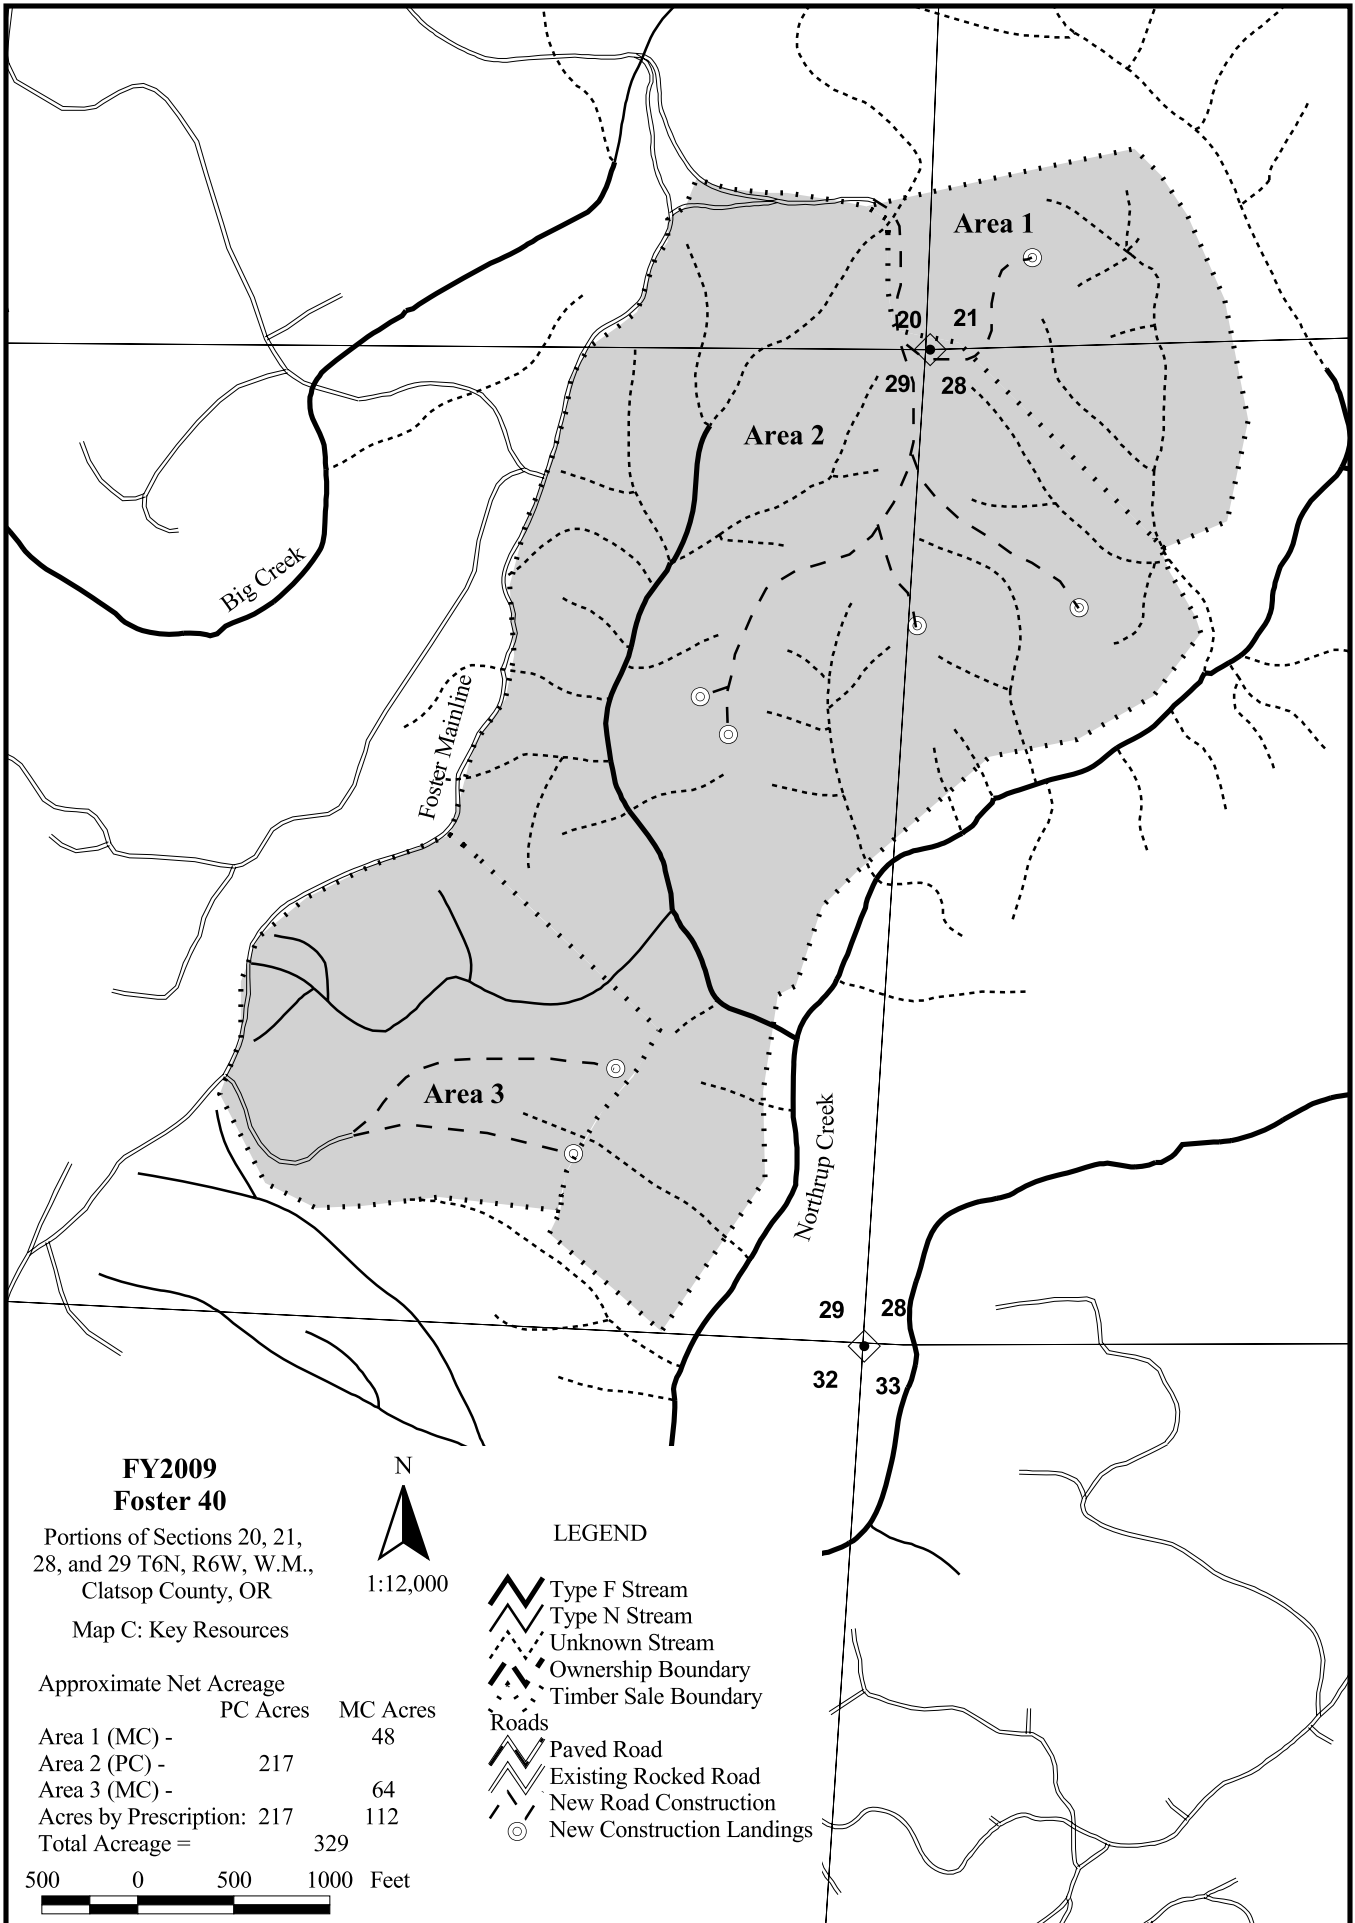 Area 1
20 21
29 28
Area 2
Big Creek
Foster Mainline
Area 3
Northrup Creek
29 28
32 33
FY2009
Foster 40
Portions of Sections 20, 21,
28, and 29 T6N, R6W, W.M.,
Clatsop County, OR
Map C: Key Resources
N
1:12,000
Approximate Net Acreage
PC Acres MC Acres
Area 1 (MC) - 48
Area 2 (PC) - 217
Area 3 (MC) - 64
Acres by Prescription: 217 112
Total Acreage = 329
500 0 500 1000 Feet
LEGEND
Type F Stream
Type N Stream
Unknown Stream
Ownership Boundary
Timber Sale Boundary
Roads
Paved Road
Existing Rocked Road
New Road Construction
New Construction Landings